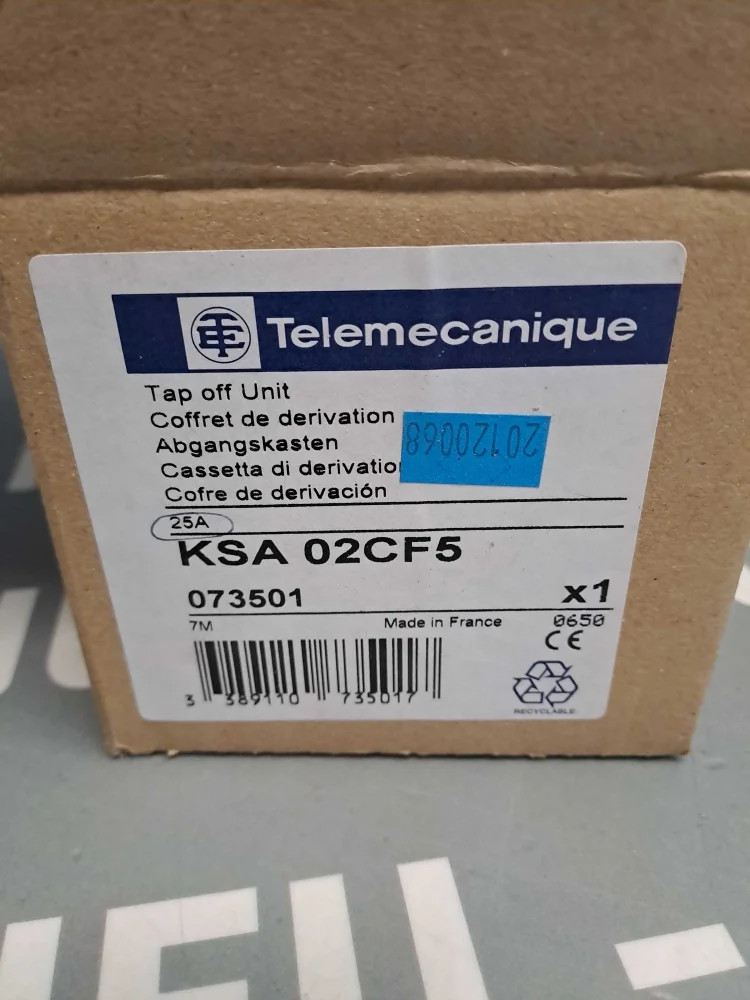 Telemecanique
Tap off Unit
Coffret de derivation
Abgangskasten
Cassetta di derivatio
20120068
Cofre de derivación
25A
KSA 02CF5
073501
x1
7M
Made in France
0650
CE
3 389110 735017
RECYCLABLE